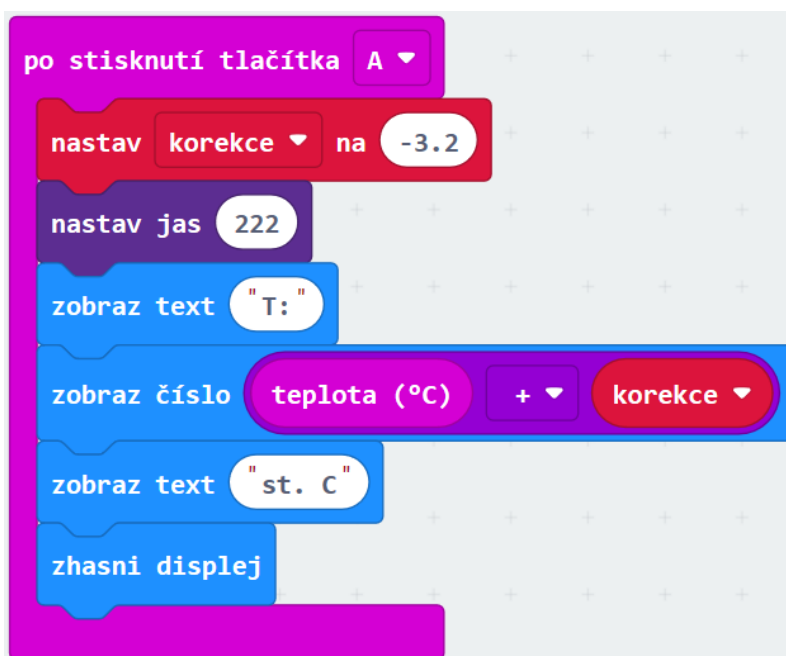 po stisknutí tlačítka A
nastav korekce na -3.2
nastav jas 222
zobraz text "T:"
zobraz číslo teplota (°C) + korekce
zobraz text "st. C"
zhasni displej